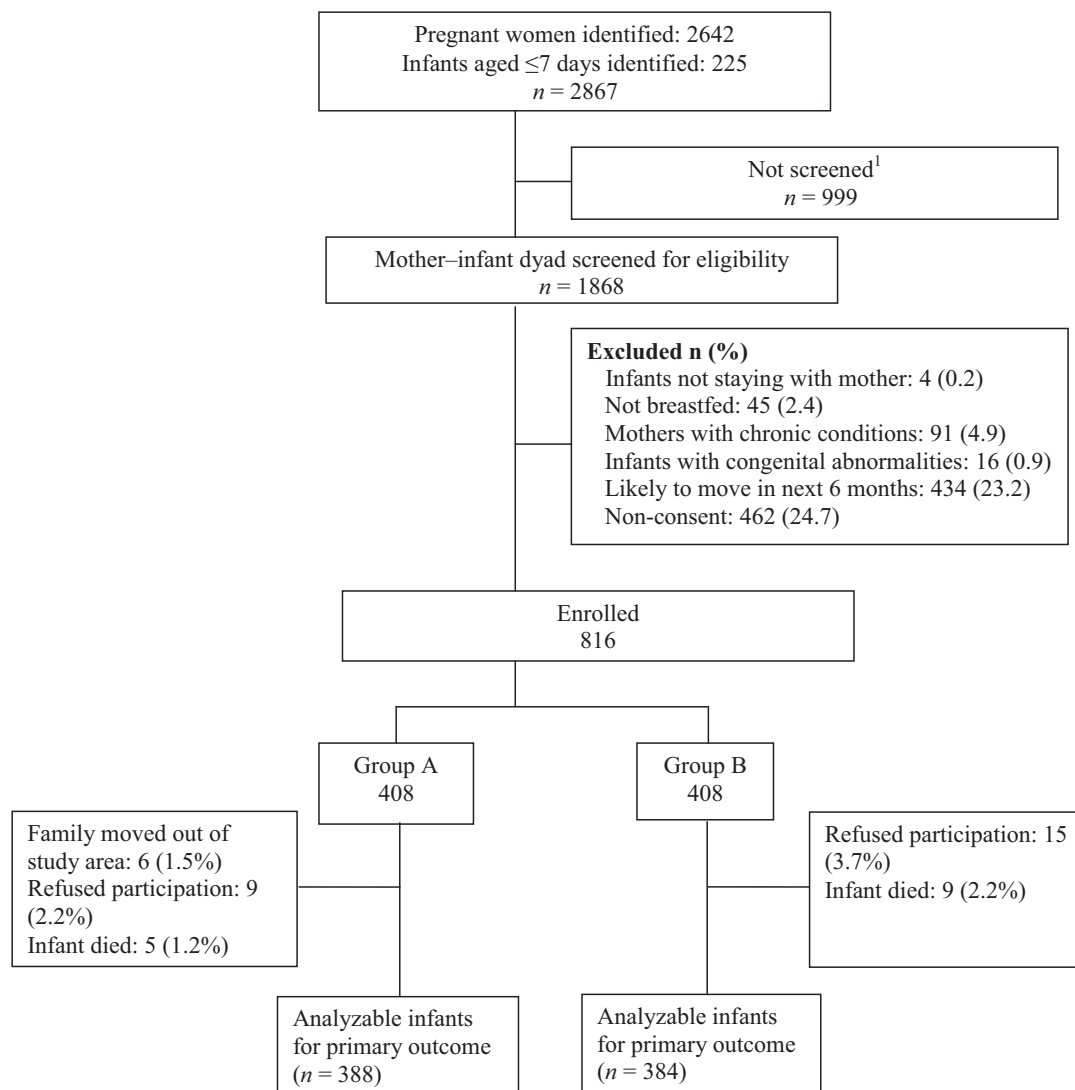 Pregnant women identified: 2642
Infants aged ≤7 days identified: 225
n = 2867
Not screened1
n = 999
Mother–infant dyad screened for eligibility
n = 1868
Excluded n (%)
Infants not staying with mother: 4 (0.2)
Not breastfed: 45 (2.4)
Mothers with chronic conditions: 91 (4.9)
Infants with congenital abnormalities: 16 (0.9)
Likely to move in next 6 months: 434 (23.2)
Non-consent: 462 (24.7)
Enrolled
816
Group A
408
Group B
408
Family moved out of
study area: 6 (1.5%)
Refused participation: 9
(2.2%)
Infant died: 5 (1.2%)
Refused participation: 15
(3.7%)
Infant died: 9 (2.2%)
Analyzable infants
for primary outcome
(n = 388)
Analyzable infants
for primary outcome
(n = 384)